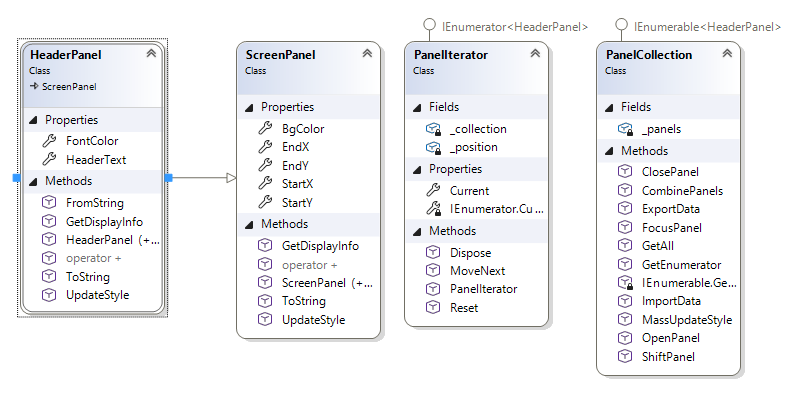 IEnumerator<HeaderPanel>
IEnumerable<HeaderPanel>
HeaderPanel
Class
ScreenPanel
Properties
FontColor
HeaderText
Methods
FromString
GetDisplayInfo
HeaderPanel (+...
operator +
ToString
UpdateStyle
ScreenPanel
Class
Properties
BgColor
EndX
EndY
StartX
StartY
Methods
GetDisplayInfo
operator +
ScreenPanel (+...
ToString
UpdateStyle
PanelIterator
Class
Fields
_collection
_position
Properties
Current
IEnumerator.Cu...
Methods
Dispose
MoveNext
PanelIterator
Reset
PanelCollection
Class
Fields
_panels
Methods
ClosePanel
CombinePanels
ExportData
FocusPanel
GetAll
GetEnumerator
IEnumerable.Ge...
ImportData
MassUpdateStyle
OpenPanel
ShiftPanel